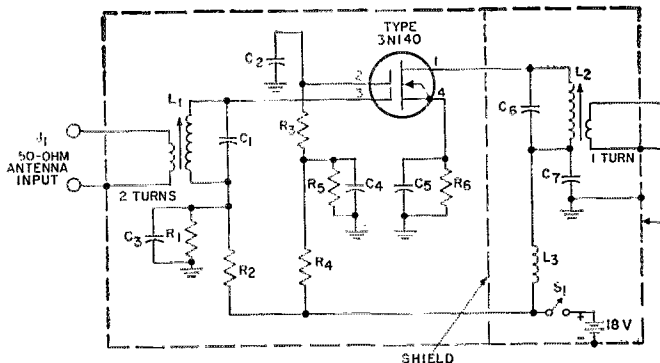 TYPE
3N140
C2
1
2
3
4
L1
L2
R3
C6
J1
50-OHM
ANTENNA
INPUT
C1
2 TURNS
1 TURN
R5
C4
C5
R6
C7
C3
R1
R2
R4
L3
S1
+
18 V
-
SHIELD